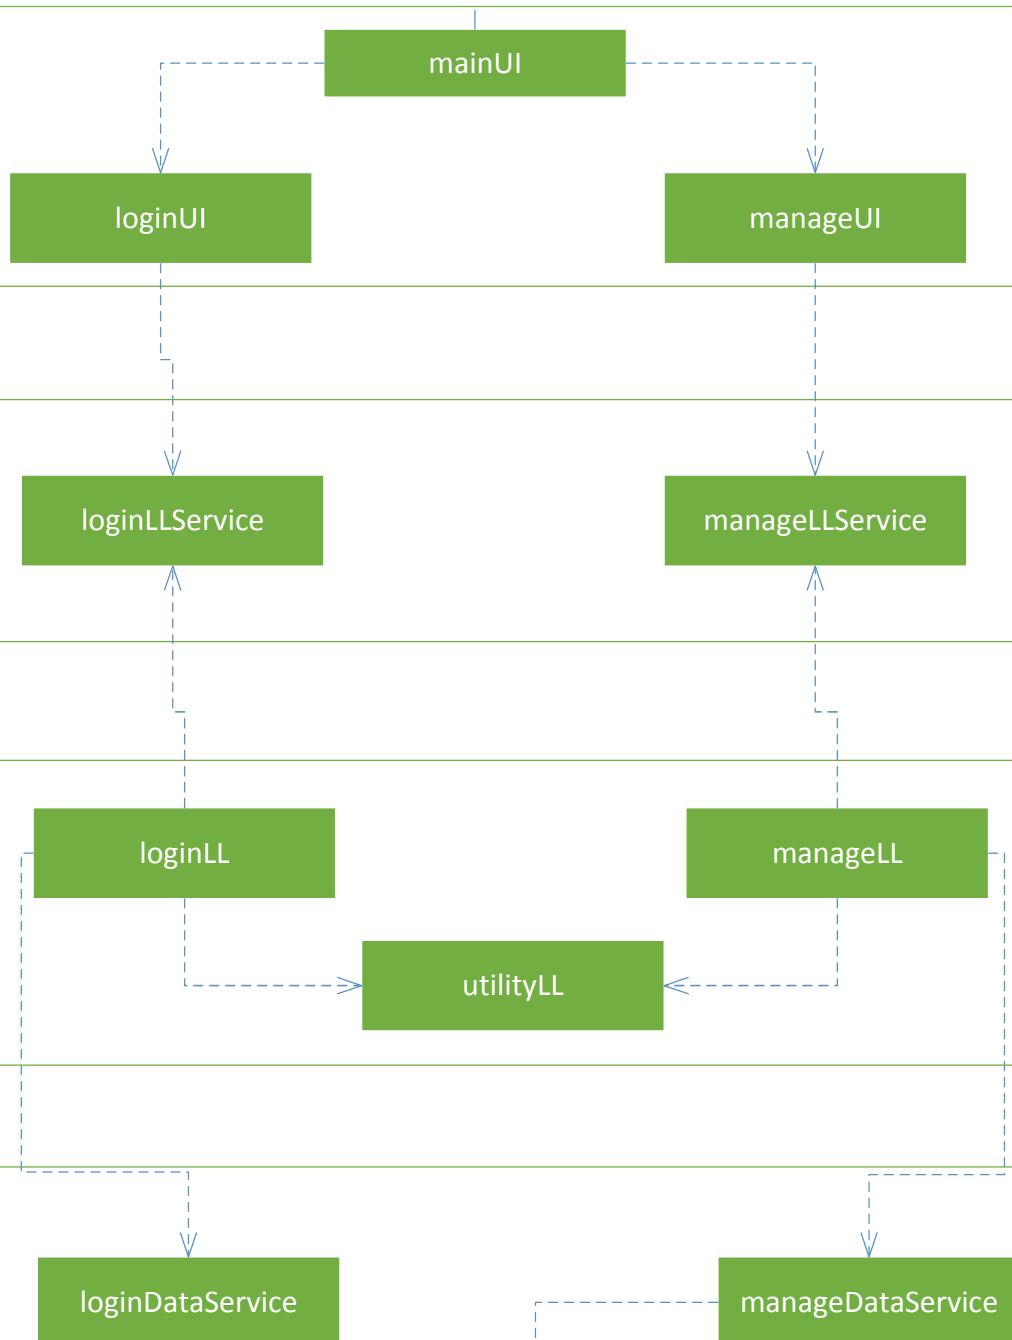 mainUI
loginUI
manageUI
loginLLService
manageLLService
loginLL
manageLL
utilityLL
loginDataService
manageDataService